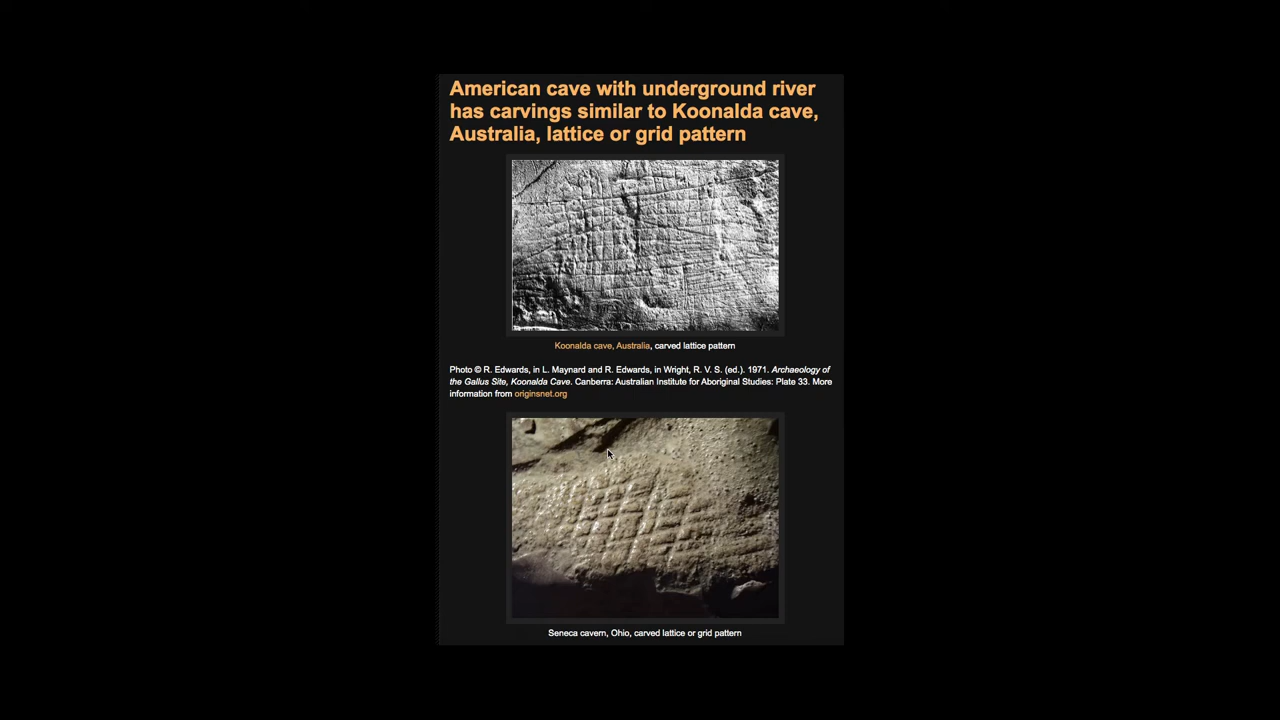 American cave with underground river
has carvings similar to Koonalda cave,
Australia, lattice or grid pattern
Koonalda cave, Australia, carved lattice pattern
Photo © R. Edwards, in L. Maynard and R. Edwards, in Wright, R. V. S. (ed.). 1971. Archaeology of
the Gallus Site, Koonalda Cave. Canberra: Australian Institute for Aboriginal Studies: Plate 33. More
information from originsnet.org
Seneca cavern, Ohio, carved lattice or grid pattern